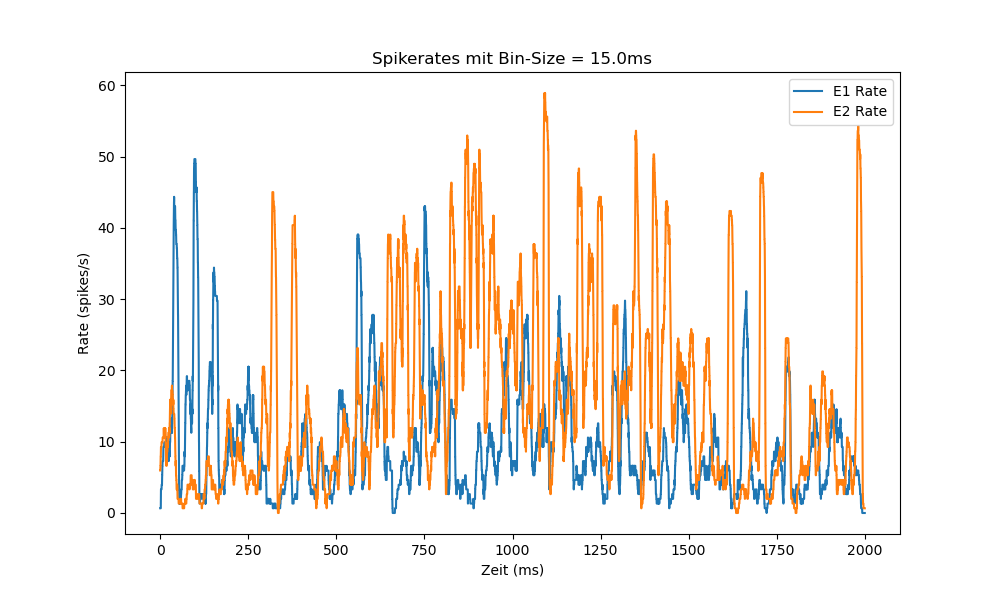 Spikerates mit Bin-Size = 15.0ms
E1 Rate
E2 Rate
60
50
40
30
20
10
0
Rate (spikes/s)
0 250 500 750 1000 1250 1500 1750 2000
Zeit (ms)